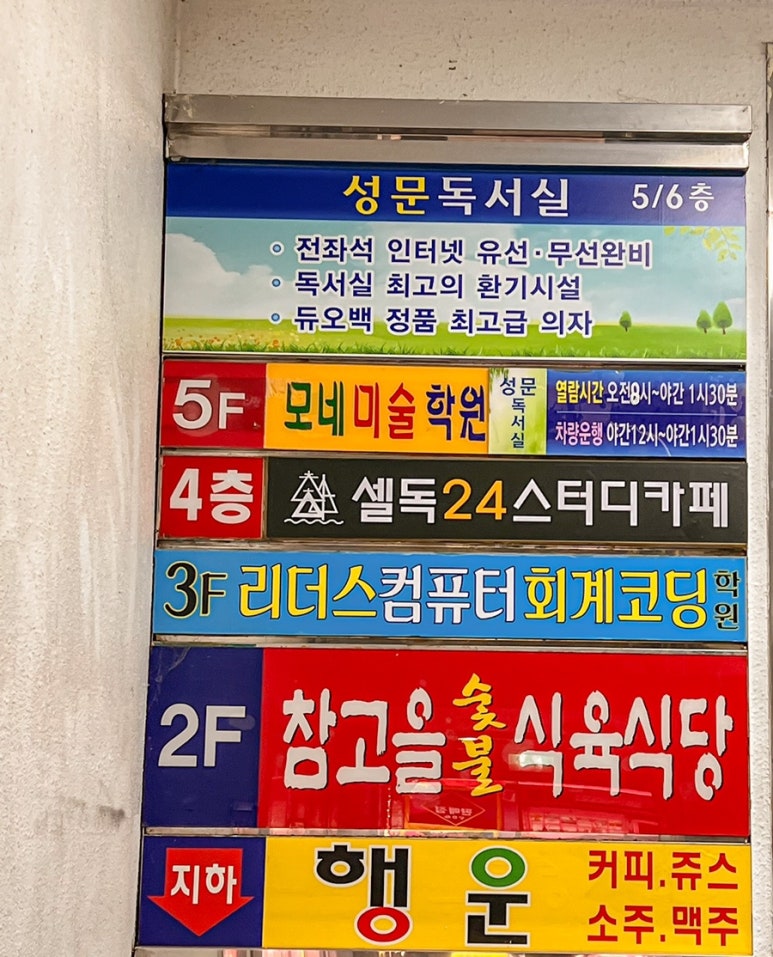 성문독서실 5/6층
전좌석 인터넷 유선·무선완비
독서실 최고의 환기시설
듀오백 정품 최고급 의자
5F 모네미술학원 성문독서실 열람시간 오전8시~야간 1시30분
차량운행 야간12시~야간1시30분
4층 셀독24스터디카페
3F 리더스컴퓨터회계코딩학원
2F 참고을숯불식육식당
지하 행운 커피.쥬스
소주.맥주